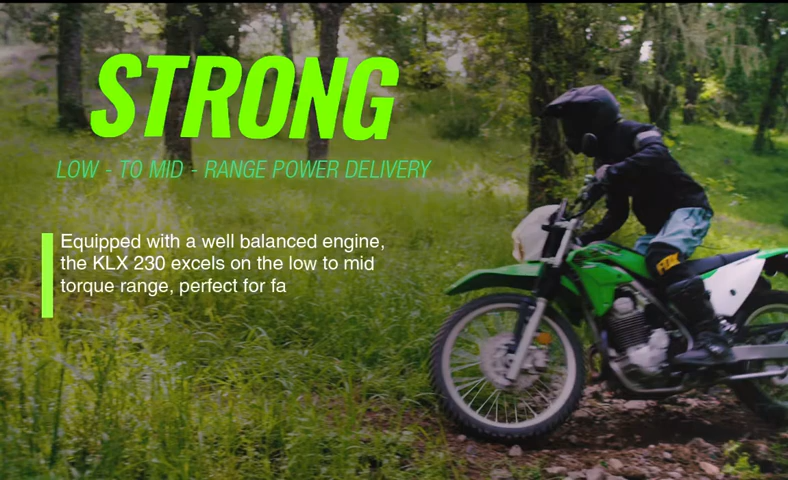 STRONG
LOW - TO MID - RANGE POWER DELIVERY
Equipped with a well balanced engine,
the KLX 230 excels on the low to mid
torque range, perfect for fa
FOX